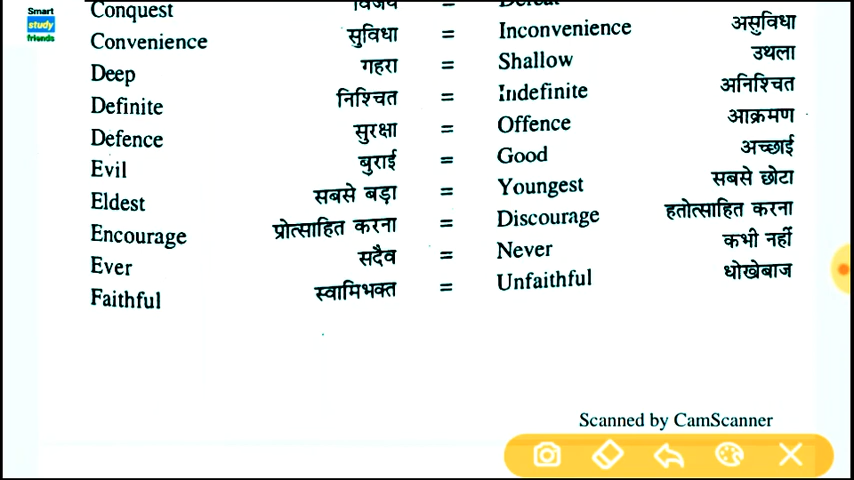 Smart
study
friends
Conquest विजय =
Convenience सुविधा = Inconvenience असुविधा
Deep गहरा = Shallow उथला
Definite निश्चित = Indefinite अनिश्चित
Defence सुरक्षा = Offence आक्रमण
Evil बुराई = Good अच्छाई
Eldest सबसे बड़ा = Youngest सबसे छोटा
Encourage प्रोत्साहित करना = Discourage हतोत्साहित करना
Ever सदैव = Never कभी नहीं
Faithful स्वामिभक्त = Unfaithful धोखेबाज
Scanned by CamScanner